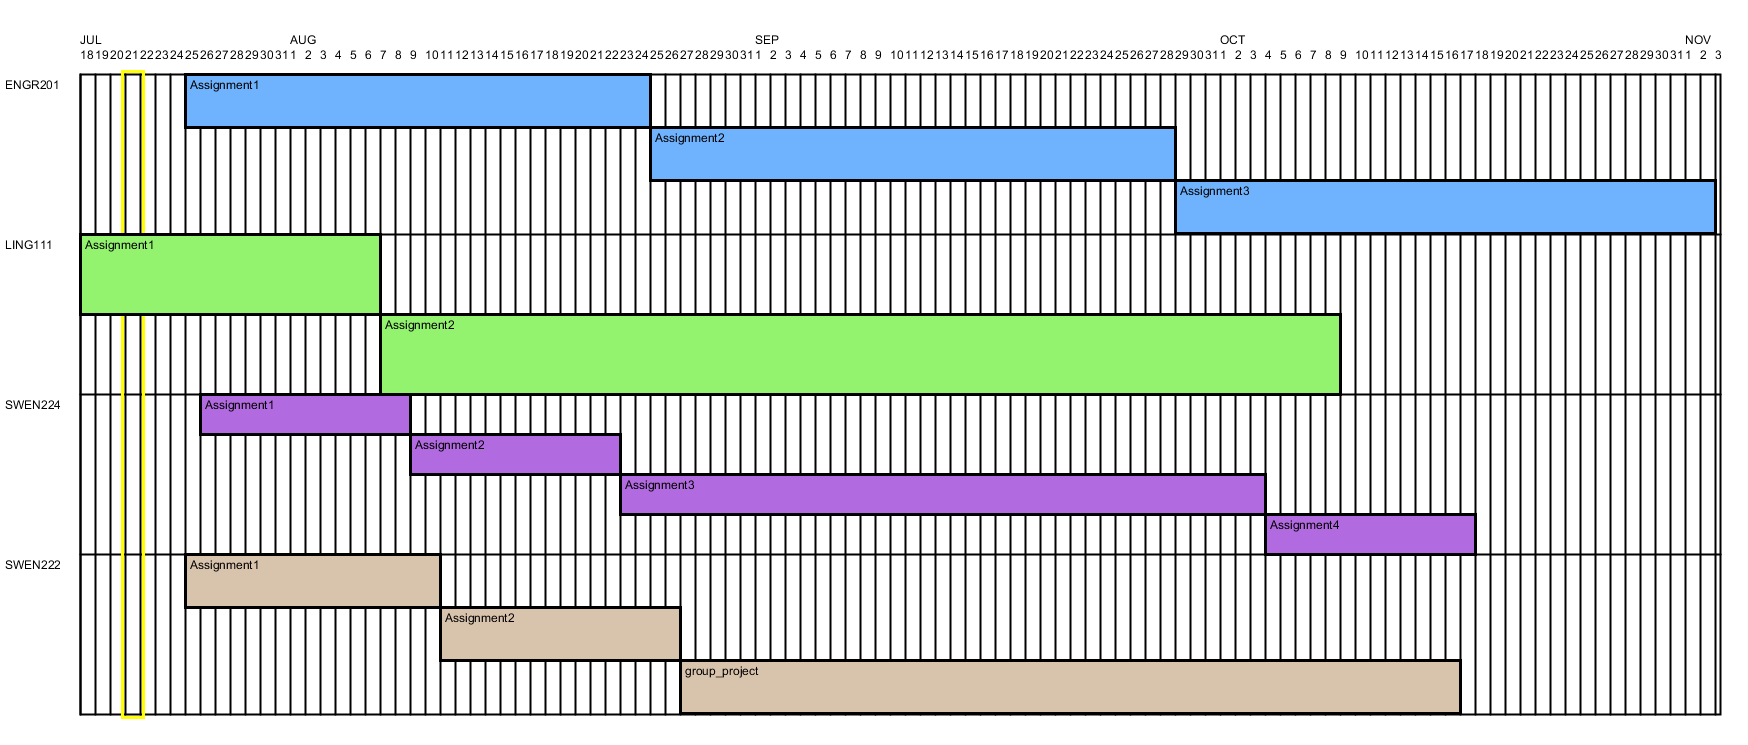 JUL AUG SEP OCT NOV
18 19 20 21 22 23 24 25 26 27 28 29 30 31 1 2 3 4 5 6 7 8 9 10 11 12 13 14 15 16 17 18 19 20 21 22 23 24 25 26 27 28 29 30 31 1 2 3 4 5 6 7 8 9 10 11 12 13 14 15 16 17 18 19 20 21 22 23 24 25 26 27 28 29 30 31 1 2 3 4 5 6 7 8 9 10 11 12 13 14 15 16 17 18 19 20 21 22 23 24 25 26 27 28 29 30 31 1 2 3
ENGR201 Assignment1
Assignment2
Assignment3
LING111 Assignment1
Assignment2
SWEN224 Assignment1
Assignment2
Assignment3
Assignment4
SWEN222 Assignment1
Assignment2
group_project